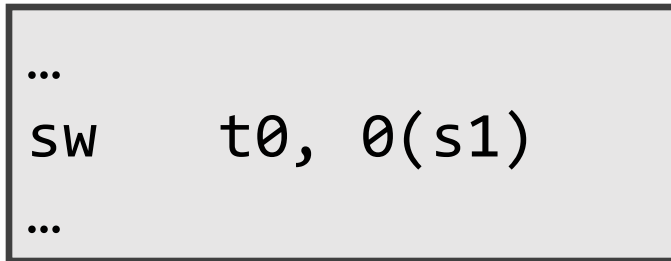 …
sw t0, 0(s1)
…